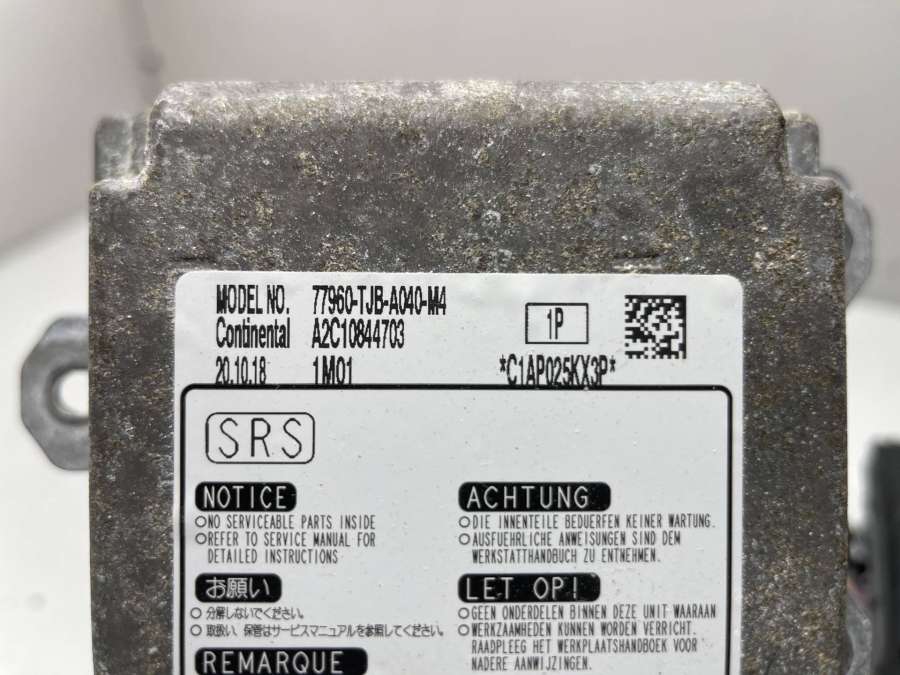 MODEL NO. 77960-TJB-A040-M4
Continental A2C10844703
20.10.18 1M01
1P
*C1AP025KX3P*
SRS
NOTICE
○NO SERVICEABLE PARTS INSIDE
○REFER TO SERVICE MANUAL FOR
DETAILED INSTRUCTIONS
お願い
○分解しないでください。
○取扱い 保管はサービスマニュアルを参照してください。
REMARQUE
ACHTUNG
○DIE INNENTEILE BEDUERFEN KEINER WARTUNG.
○AUSFUEHRLICHE ANWEISUNGEN SIND DEM
WERKSTATTHANDBUCH ZU ENTNEHMEN.
LET OP!
○GEEN ONDERDELEN BINNEN DEZE UNIT WAARAAN
○WERKZAAMHEDEN KUNNEN WORDEN VERRICHT.
RAADPLEEG HET WERKPLAATSHANDBOEK VOOR
NADERE AANWIJZINGEN.